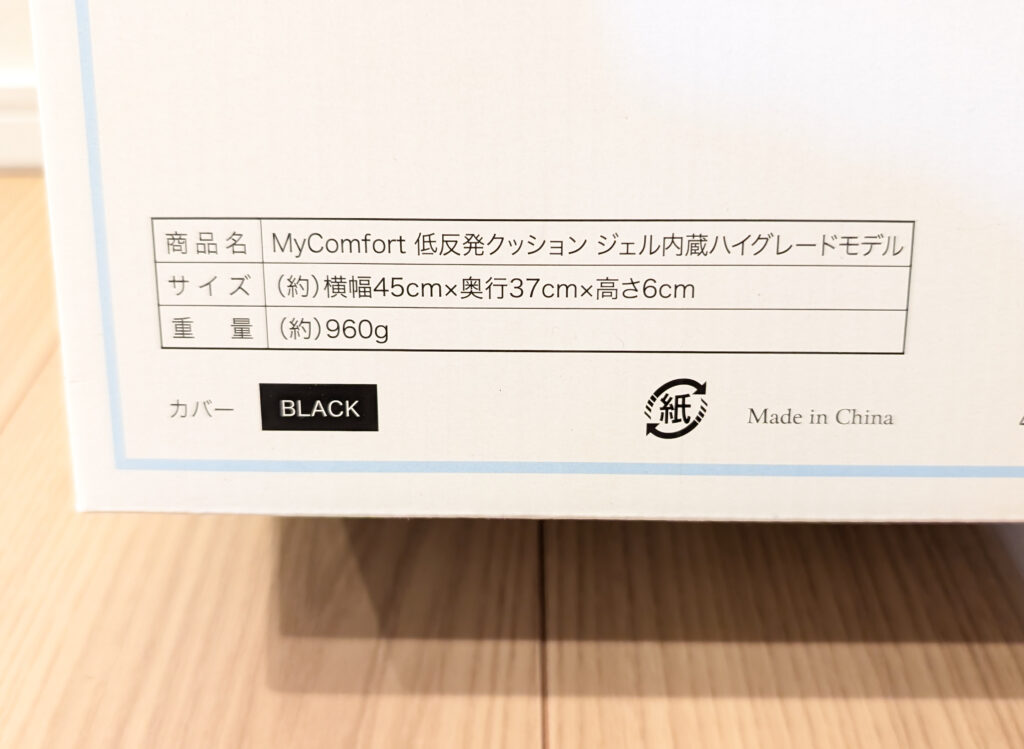 商品名 MyComfort 低反発クッション ジェル内蔵ハイグレードモデル
サイズ (約)横幅45cm×奥行37cm×高さ6cm
重量 (約)960g
カバー BLACK 紙 Made in China